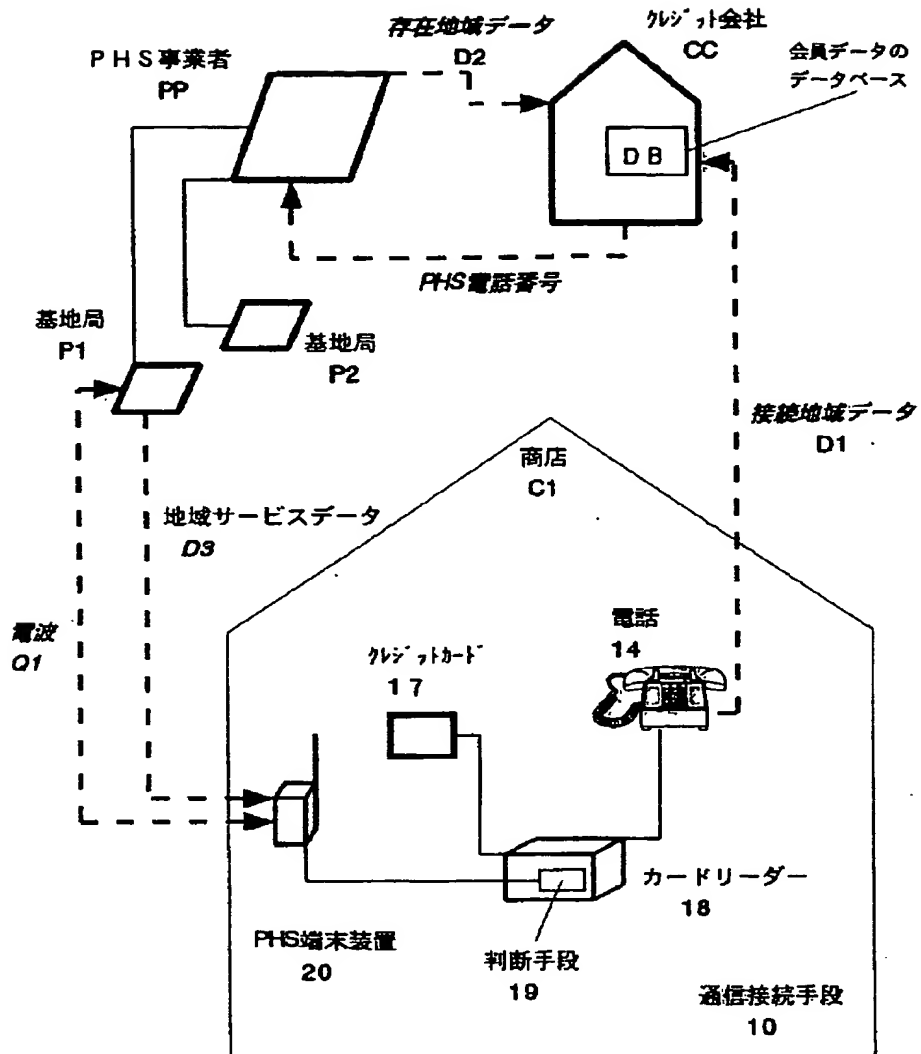 存在地域データ
D2
クレジット会社
CC
PHS事業者
PP
会員データの
データベース
DB
PHS電話番号
基地局
P1
基地局
P2
接続地域データ
D1
商店
C1
地域サービスデータ
D3
電波
Q1
電話
14
クレジットカード
17
カードリーダー
18
PHS端末装置
20
判断手段
19
通信接続手段
10